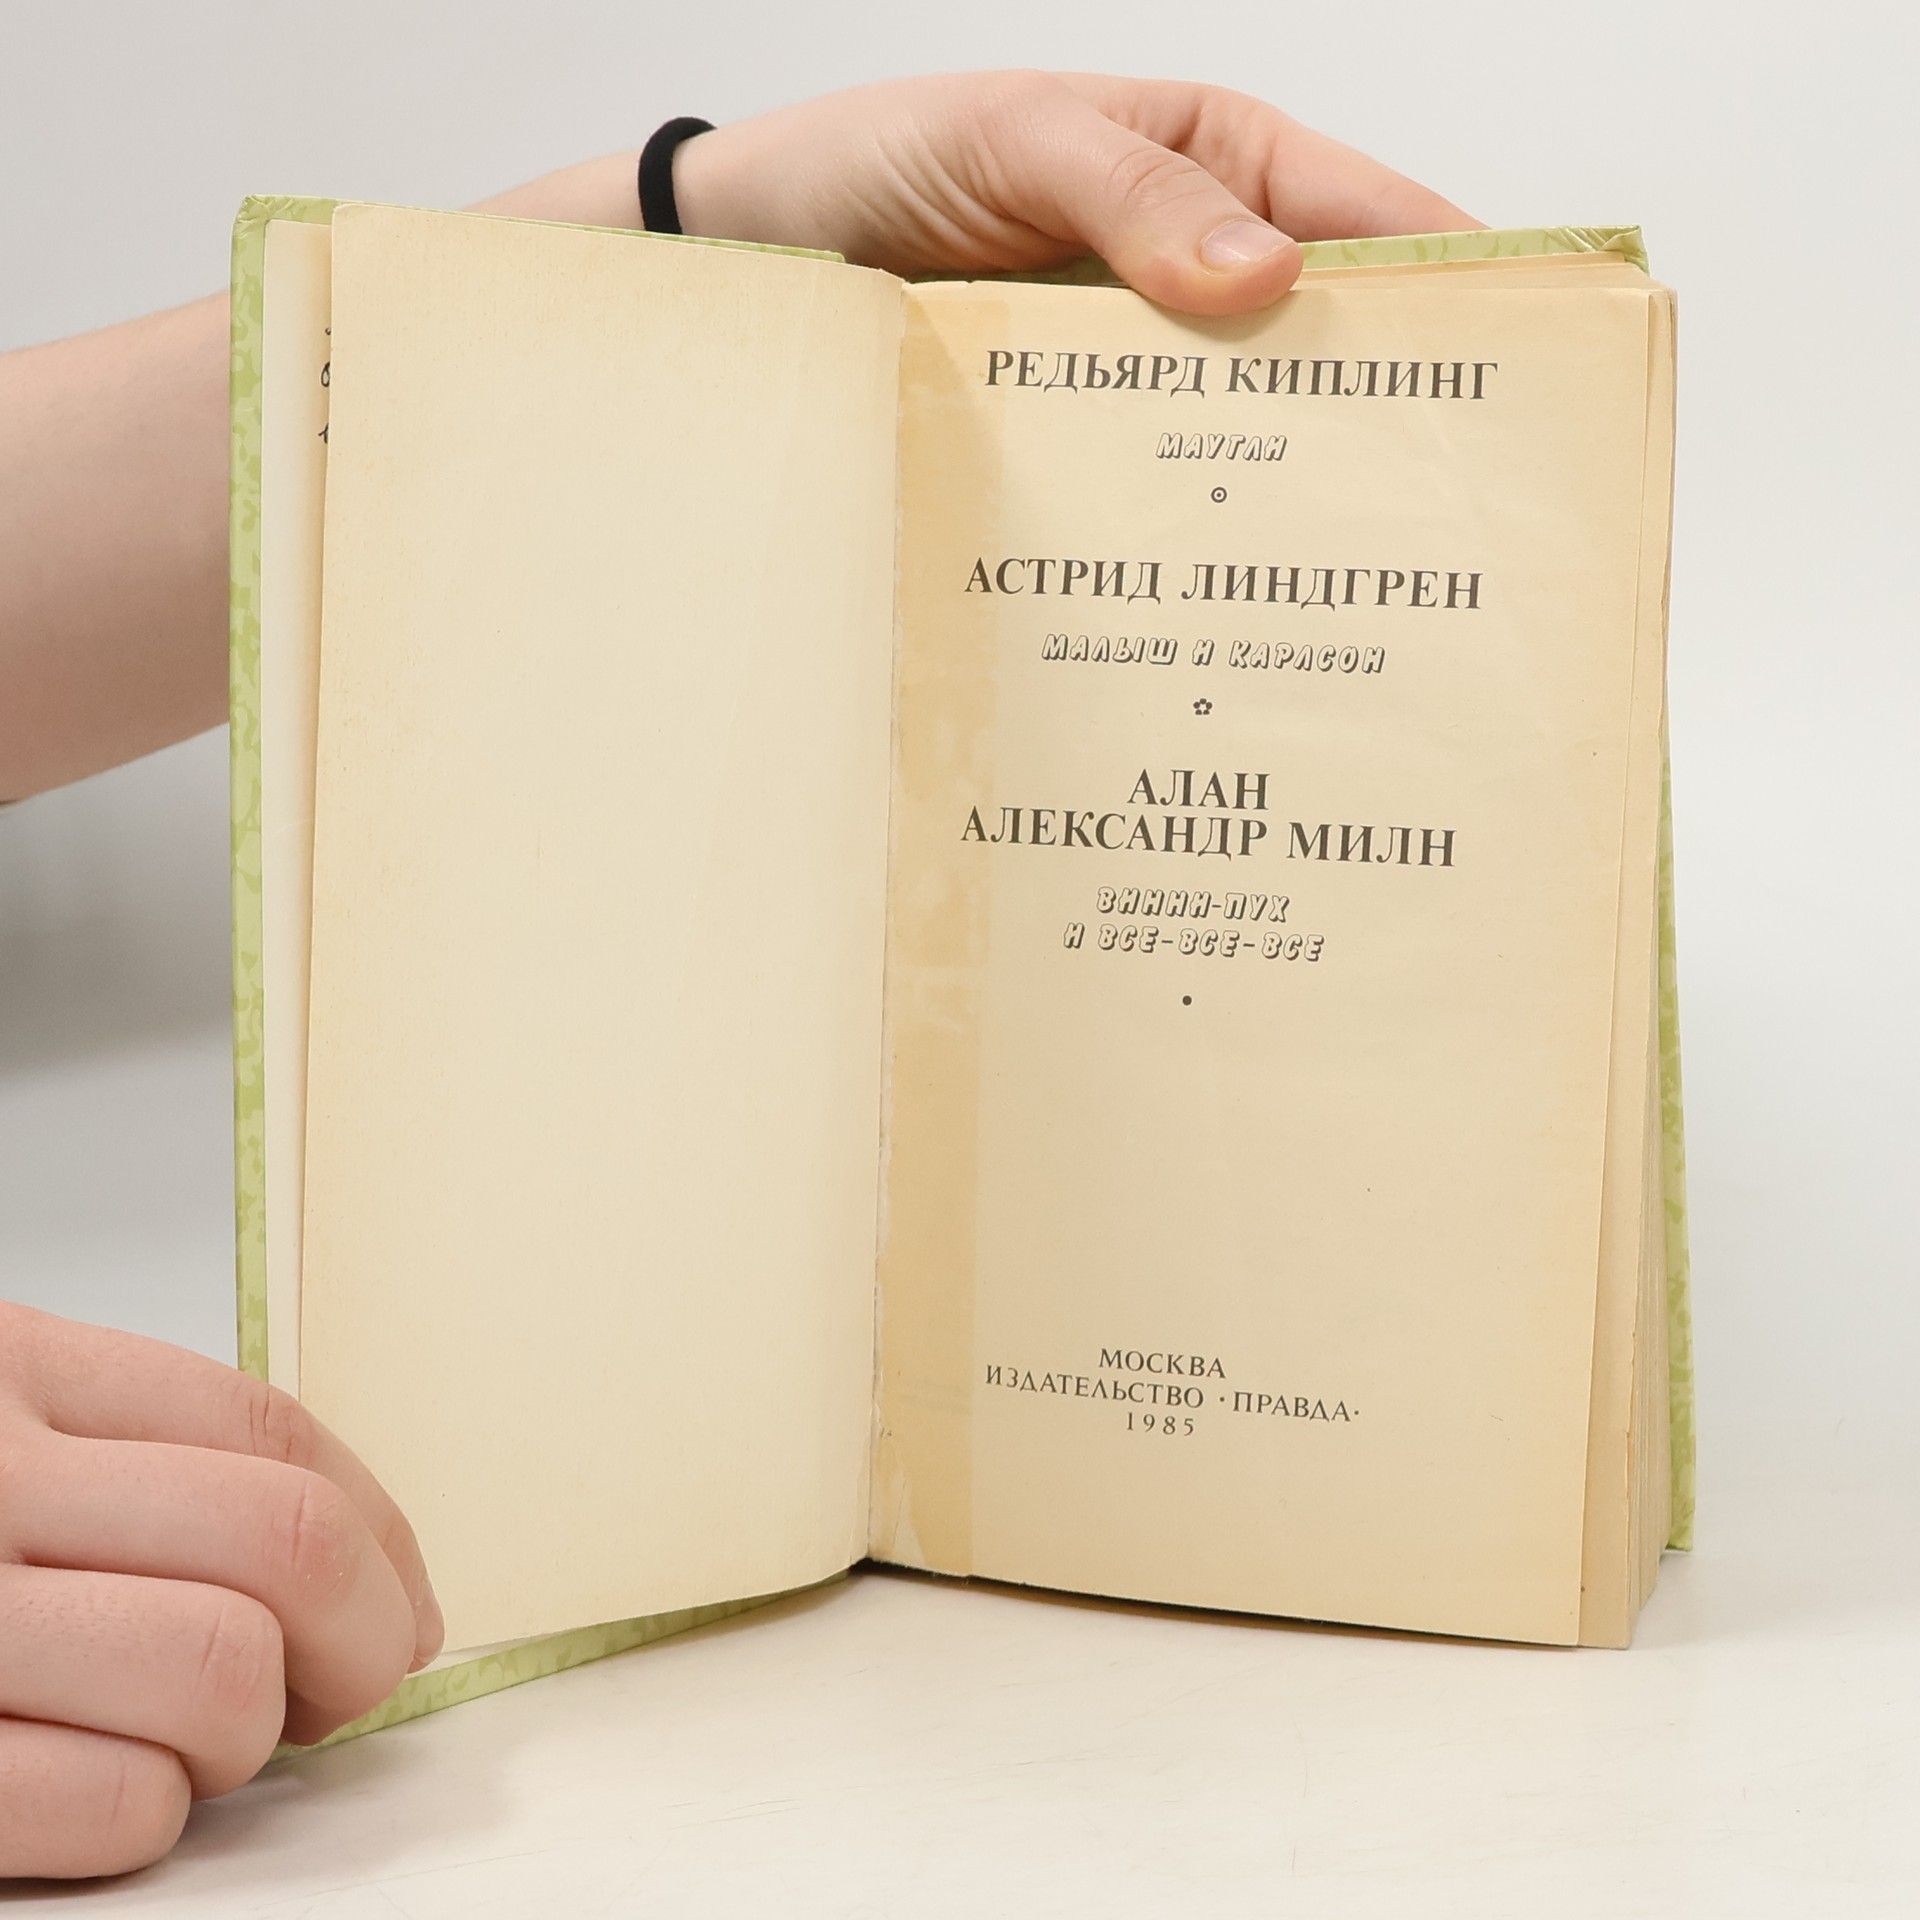 РЕДЬЯРД КИПЛИНГ
МАУГЛИ
АСТРИД ЛИНДГРЕН
МАЛЫШ И КАРЛСОН
АЛАН
АЛЕКСАНДР МИЛН
ВИННИ-ПУХ
И ВСЕ-ВСЕ-ВСЕ
МОСКВА
ИЗДАТЕЛЬСТВО ·ПРАВДА·
1985